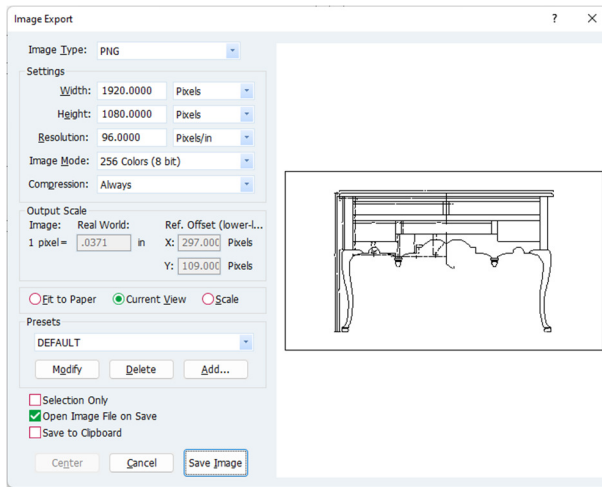 Image Export ? ×
Image Type: PNG
Settings
Width: 1920.0000 Pixels
Height: 1080.0000 Pixels
Resolution: 96.0000 Pixels/in
Image Mode: 256 Colors (8 bit)
Compression: Always
Output Scale
Image: Real World: Ref. Offset (lower-l...
1 pixel = .0371 in X: 297.000 Pixels
Y: 109.000 Pixels
Fit to Paper Current View Scale
Presets
DEFAULT
Modify Delete Add...
Selection Only
Open Image File on Save
Save to Clipboard
Center Cancel Save Image